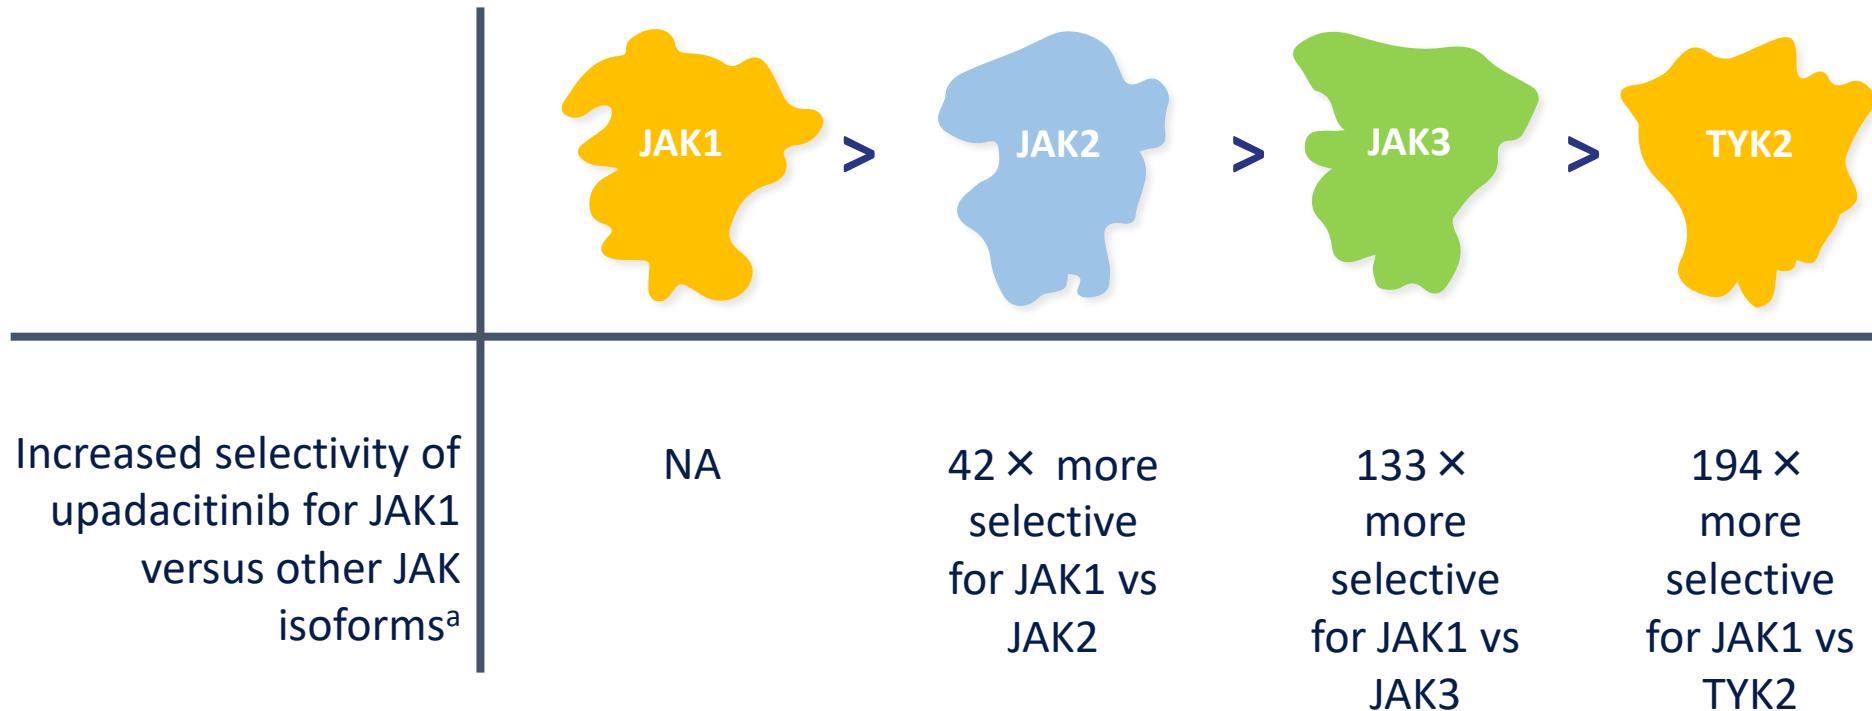 JAK1 > JAK2 > JAK3 > TYK2
Increased selectivity of
upadacitinib for JAK1
versus other JAK
isoformsᵃ
NA
42 × more
selective
for JAK1 vs
JAK2
133 ×
more
selective
for JAK1 vs
JAK3
194 ×
more
selective
for JAK1 vs
TYK2